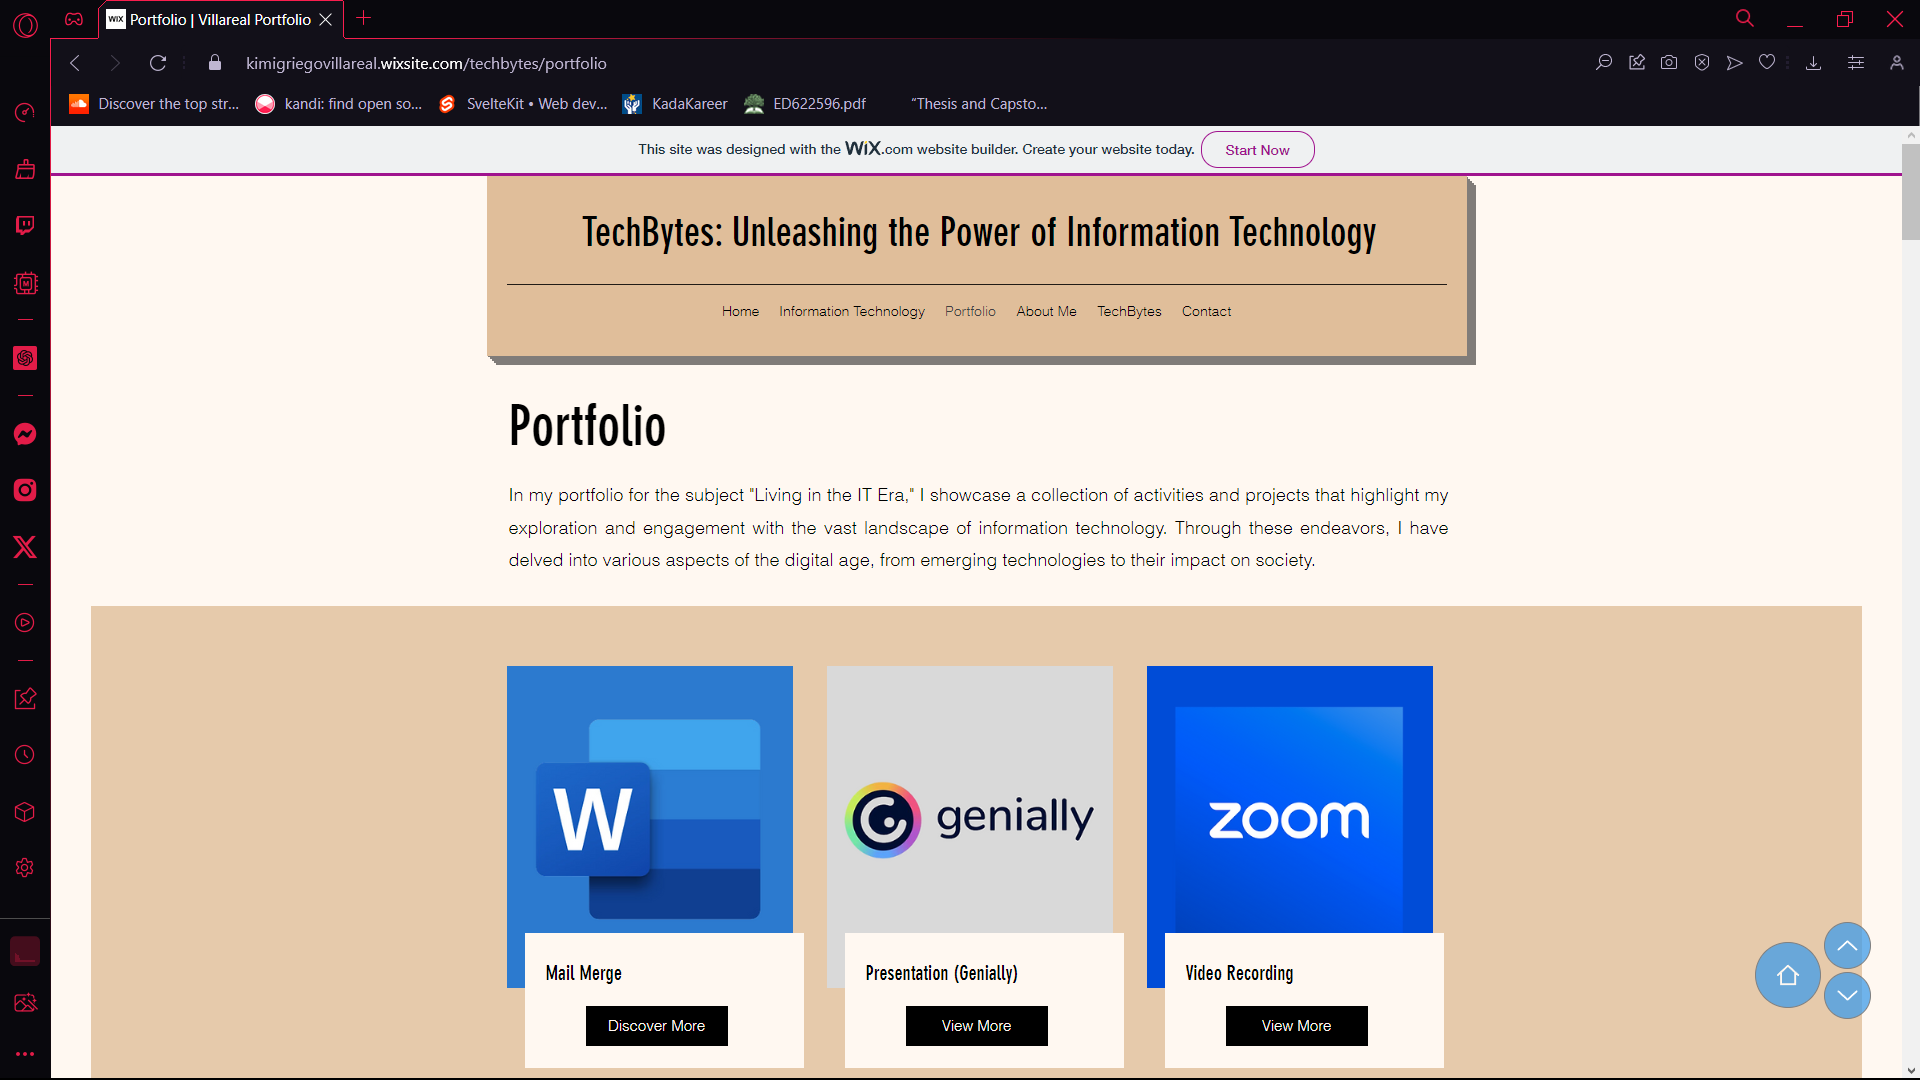 WIX Portfolio | Villareal Portfolio
kimigriegovillareal.wixsite.com/techbytes/portfolio
Discover the top str... kandi: find open so... SvelteKit • Web dev... KadaKareer ED622596.pdf "Thesis and Capsto...
This site was designed with the WiX.com website builder. Create your website today. Start Now
TechBytes: Unleashing the Power of Information Technology
Home Information Technology Portfolio About Me TechBytes Contact
Portfolio
In my portfolio for the subject "Living in the IT Era," I showcase a collection of activities and projects that highlight my
exploration and engagement with the vast landscape of information technology. Through these endeavors, I have
delved into various aspects of the digital age, from emerging technologies to their impact on society.
W
genially
zoom
Mail Merge
Presentation (Genially)
Video Recording
Discover More
View More
View More